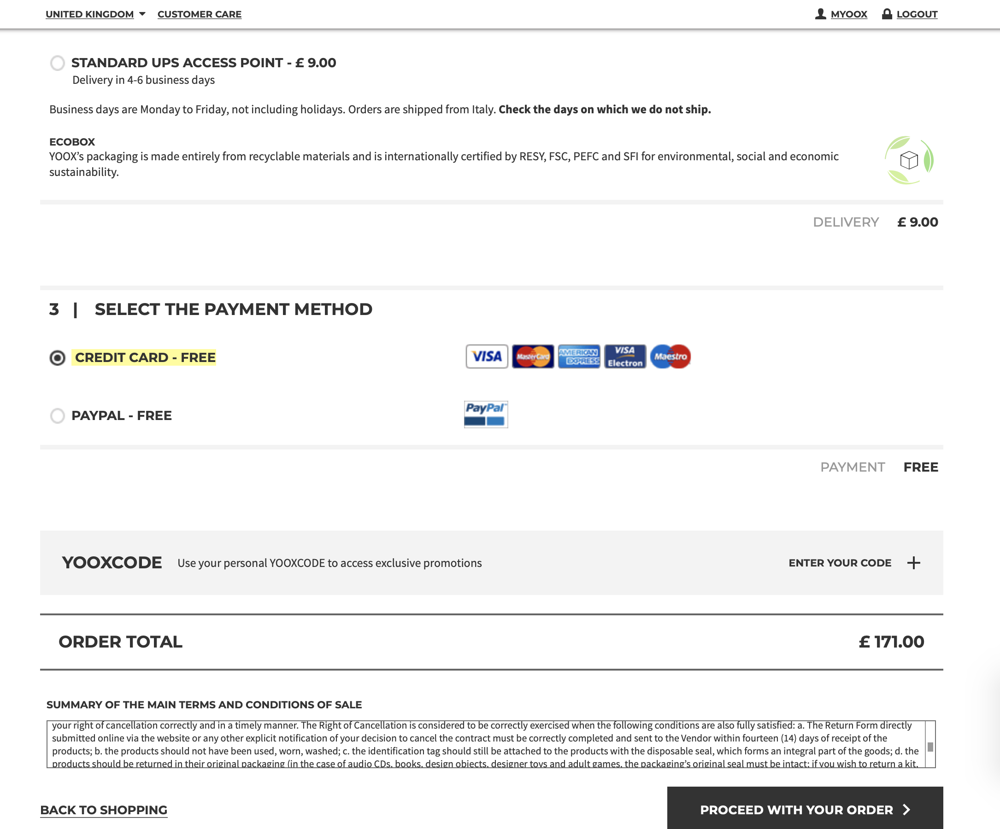 UNITED KINGDOM CUSTOMER CARE MYOOX LOGOUT
STANDARD UPS ACCESS POINT - £ 9.00
Delivery in 4-6 business days
Business days are Monday to Friday, not including holidays. Orders are shipped from Italy. Check the days on which we do not ship.
ECOBOX
YOOX’s packaging is made entirely from recyclable materials and is internationally certified by RESY, FSC, PEFC and SFI for environmental, social and economic
sustainability.
DELIVERY £ 9.00
3 | SELECT THE PAYMENT METHOD
CREDIT CARD - FREE VISA MasterCard AMERICAN EXPRESS VISA Electron Maestro
PAYPAL - FREE PayPal
PAYMENT FREE
YOOXCODE Use your personal YOOXCODE to access exclusive promotions ENTER YOUR CODE +
ORDER TOTAL £ 171.00
SUMMARY OF THE MAIN TERMS AND CONDITIONS OF SALE
your right of cancellation correctly and in a timely manner. The Right of Cancellation is considered to be correctly exercised when the following conditions are also fully satisfied: a. The Return Form directly
submitted online via the website or any other explicit notification of your decision to cancel the contract must be correctly completed and sent to the Vendor within fourteen (14) days of receipt of the
products; b. the products should not have been used, worn, washed; c. the identification tag should still be attached to the products with the disposable seal, which forms an integral part of the goods; d. the
products should be returned in their original packaging (in the case of audio CDs, books, design objects, designer toys and adult games, the packaging’s original seal must be intact; if you wish to return a kit,
BACK TO SHOPPING PROCEED WITH YOUR ORDER